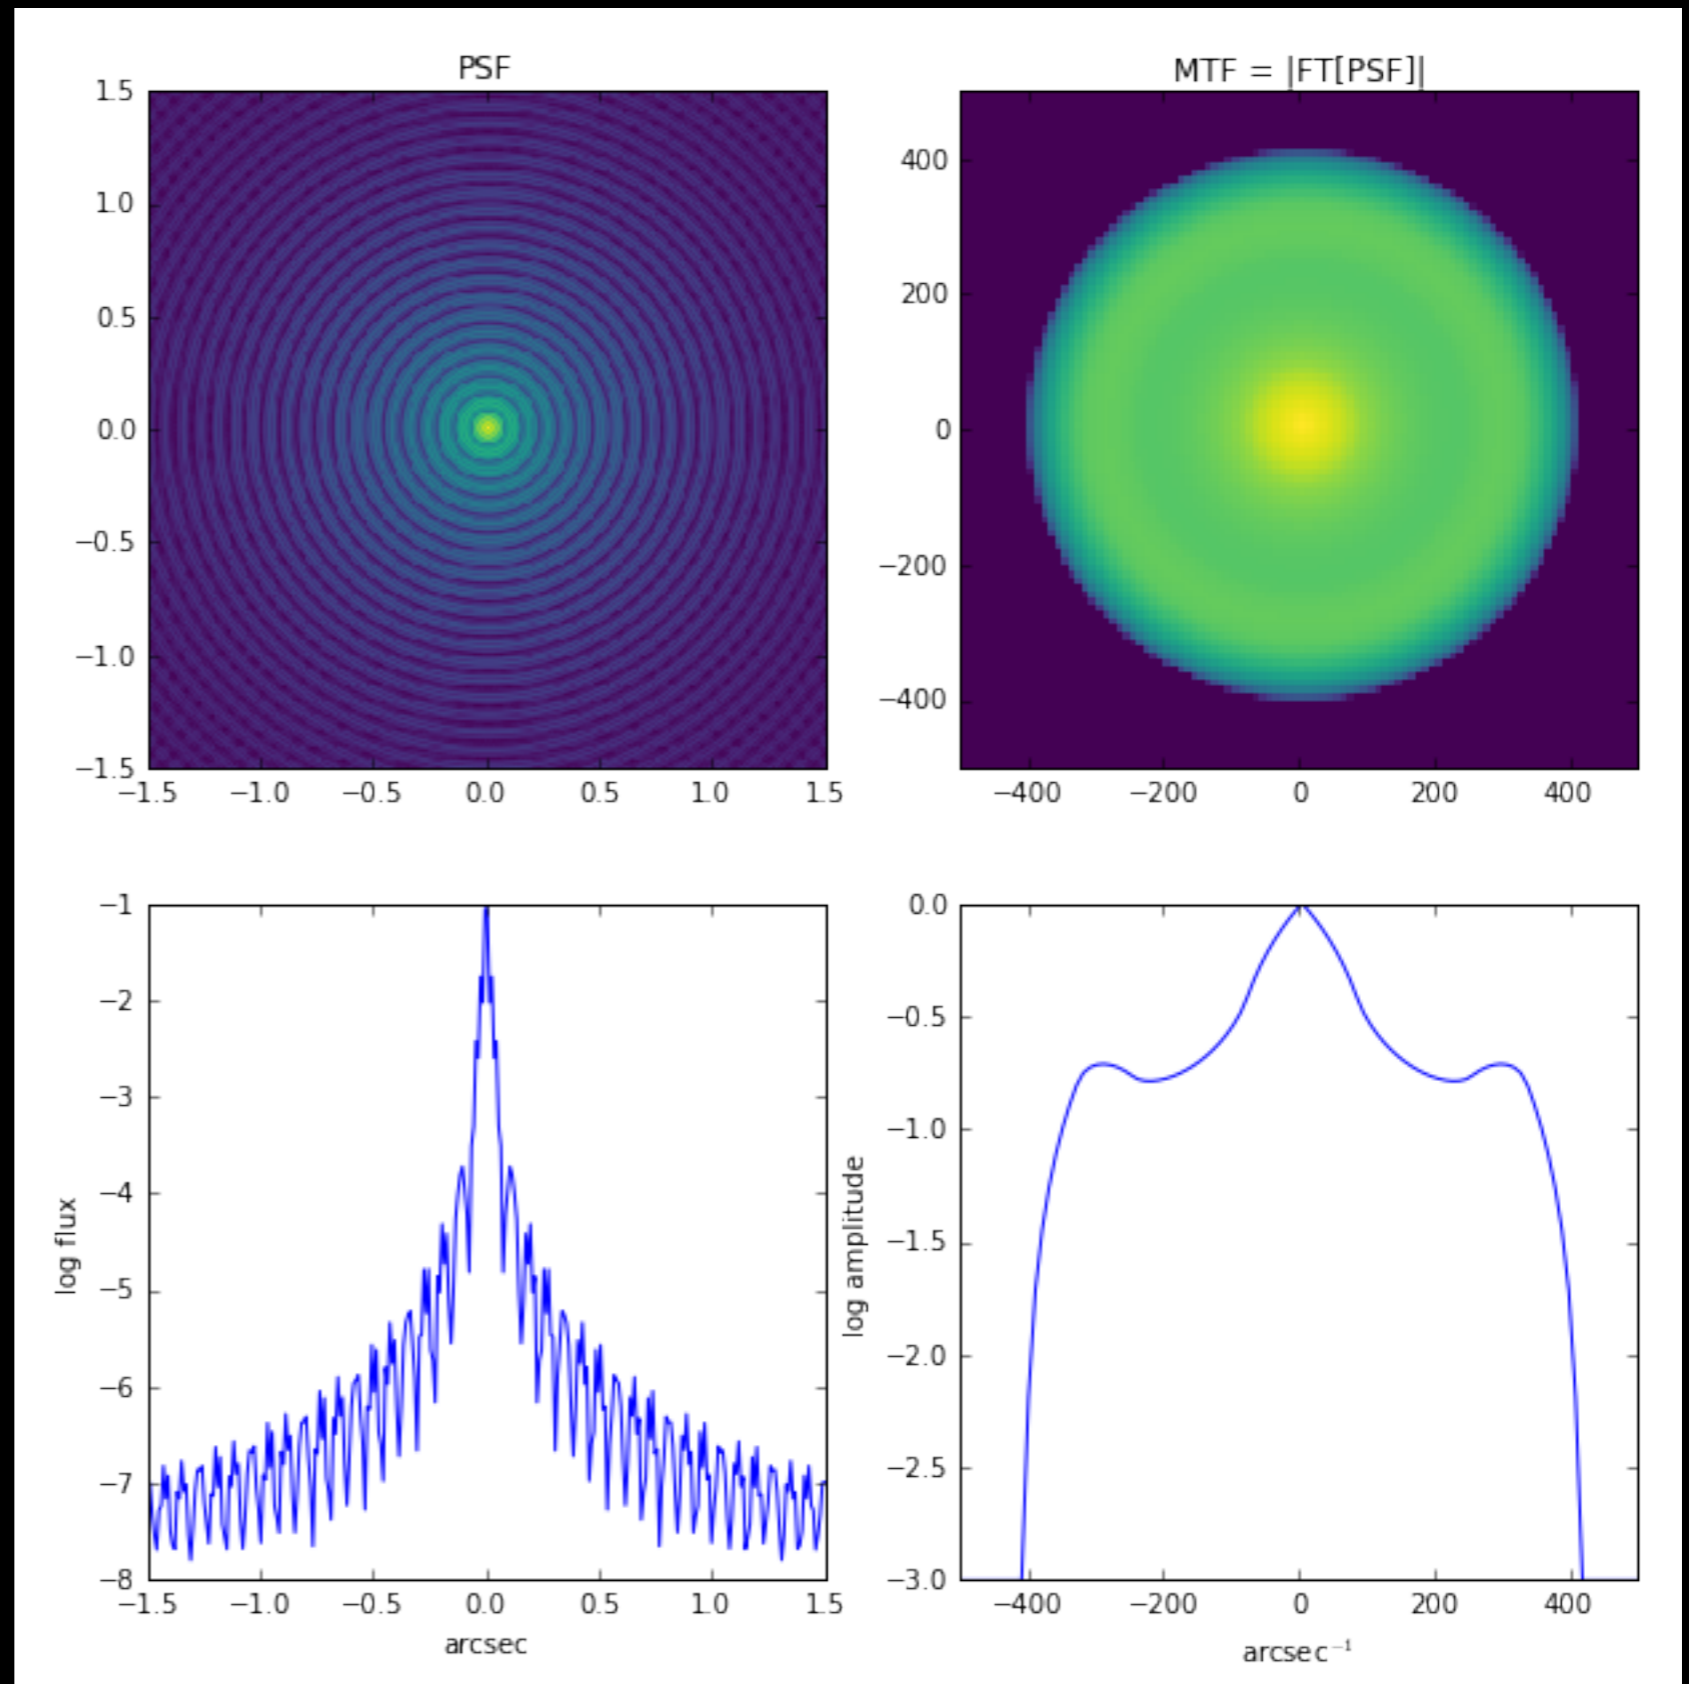 PSF
1.5
1.0
0.5
0.0
−0.5
−1.0
−1.5
−1.5 −1.0 −0.5 0.0 0.5 1.0 1.5
MTF = |FT[PSF]|
400
200
0
−200
−400
−400 −200 0 200 400
log flux
−1
−2
−3
−4
−5
−6
−7
−8
−1.5 −1.0 −0.5 0.0 0.5 1.0 1.5
arcsec
log amplitude
0.0
−0.5
−1.0
−1.5
−2.0
−2.5
−3.0
−400 −200 0 200 400
arcsec⁻¹